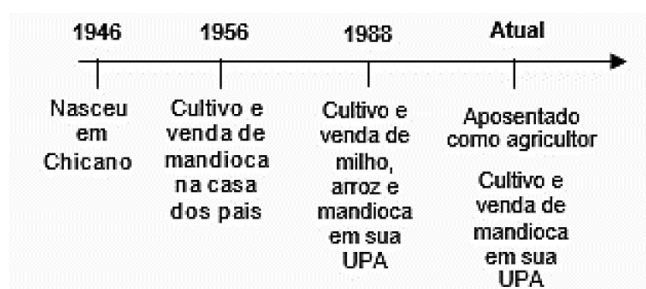 1946
1956
1988
Atual
Nasceu
em
Chicano
Cultivo e
venda de
mandioca
na casa
dos pais
Cultivo e
venda de
milho,
arroz e
mandioca
em sua
UPA
Aposentado
como agricultor
Cultivo e
venda de
mandioca
em sua
UPA